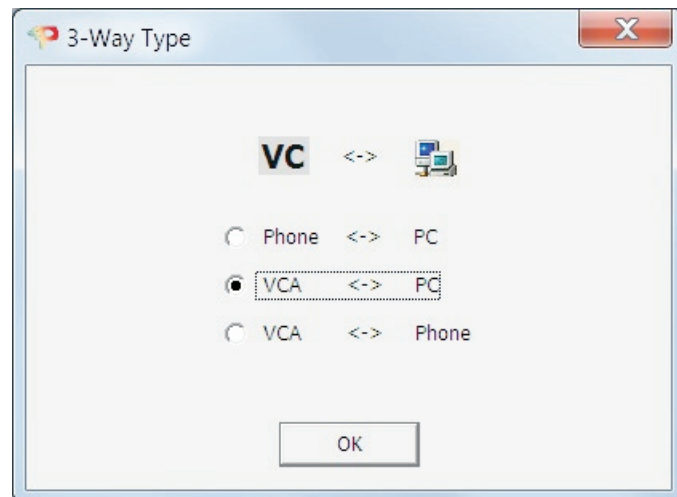 3-Way Type
VC <->
Phone <-> PC
VCA <-> PC
VCA <-> Phone
OK